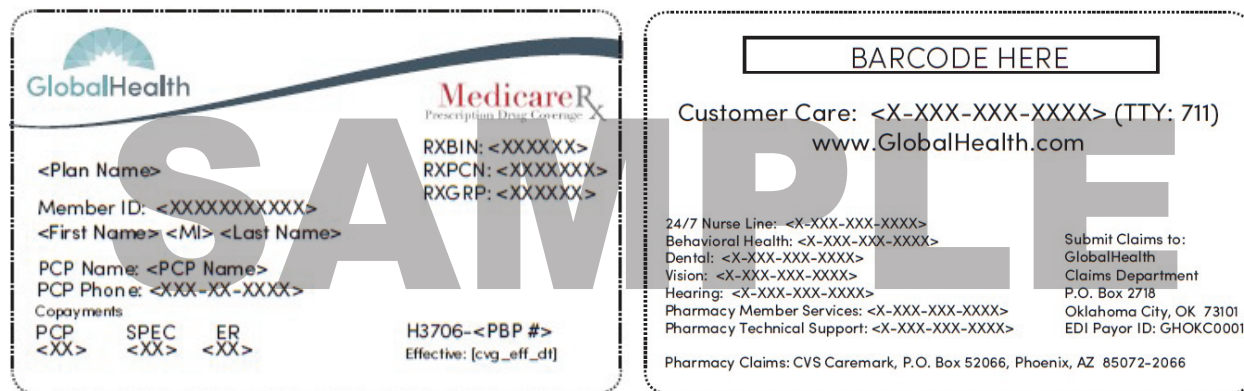 GlobalHealth
MedicareRx
Prescription Drug Coverage
RXBIN: <XXXXXX>
RXPCN: <XXXXXXX>
RXGRP: <XXXXXX>
<Plan Name>
Member ID: <XXXXXXXXXXX>
<First Name> <MI> <Last Name>
PCP Name: <PCP Name>
PCP Phone: <XXX-XX-XXXX>
Copayments
PCP SPEC ER
<XX> <XX> <XX>
H3706-<PBP #>
Effective: [cvg_eff_dt]
BARCODE HERE
Customer Care: <X-XXX-XXX-XXXX> (TTY: 711)
www.GlobalHealth.com
24/7 Nurse Line: <X-XXX-XXX-XXXX>
Behavioral Health: <X-XXX-XXX-XXXX>
Dental: <X-XXX-XXX-XXXX>
Vision: <X-XXX-XXX-XXXX>
Hearing: <X-XXX-XXX-XXXX>
Pharmacy Member Services: <X-XXX-XXX-XXXX>
Pharmacy Technical Support: <X-XXX-XXX-XXXX>
Submit Claims to:
GlobalHealth
Claims Department
P.O. Box 2718
Oklahoma City, OK 73101
EDI Payor ID: GHOKC0001
Pharmacy Claims: CVS Caremark, P.O. Box 52066, Phoenix, AZ 85072-2066
SAMPLE